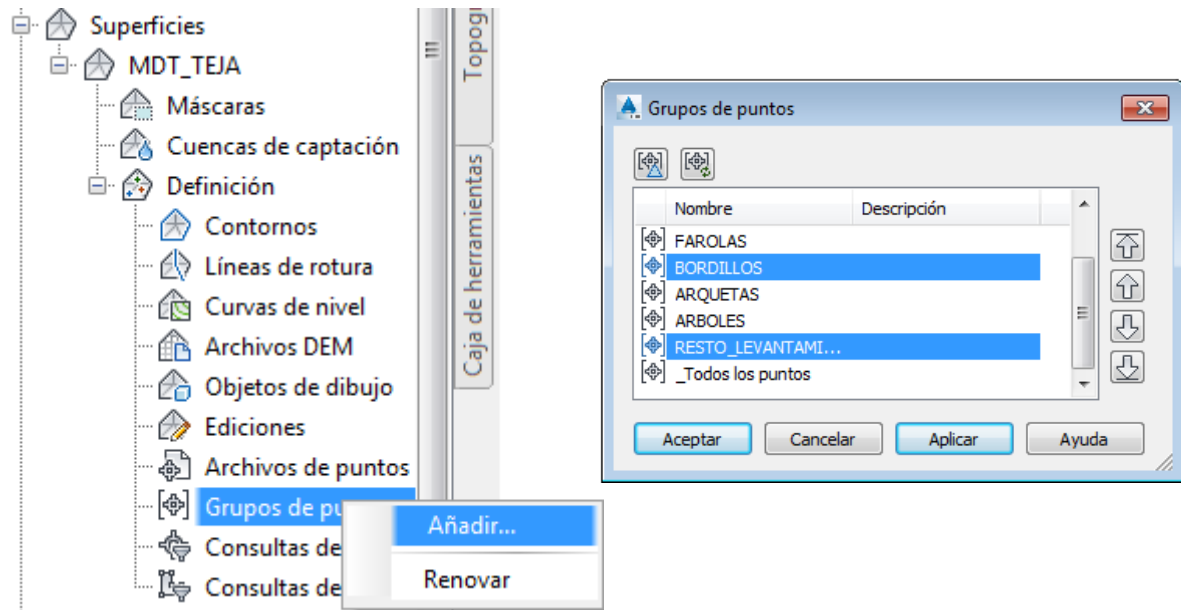 Superficies
MDT_TEJA
Máscaras
Cuencas de captación
Definición
Contornos
Líneas de rotura
Curvas de nivel
Archivos DEM
Objetos de dibujo
Ediciones
Archivos de puntos
Grupos de pu
Consultas de
Consultas de
Añadir...
Renovar
Topogr
Caja de herramientas
Grupos de puntos
Nombre Descripción
FAROLAS
BORDILLOS
ARQUETAS
ARBOLES
RESTO_LEVANTAMI...
_Todos los puntos
Aceptar Cancelar Aplicar Ayuda